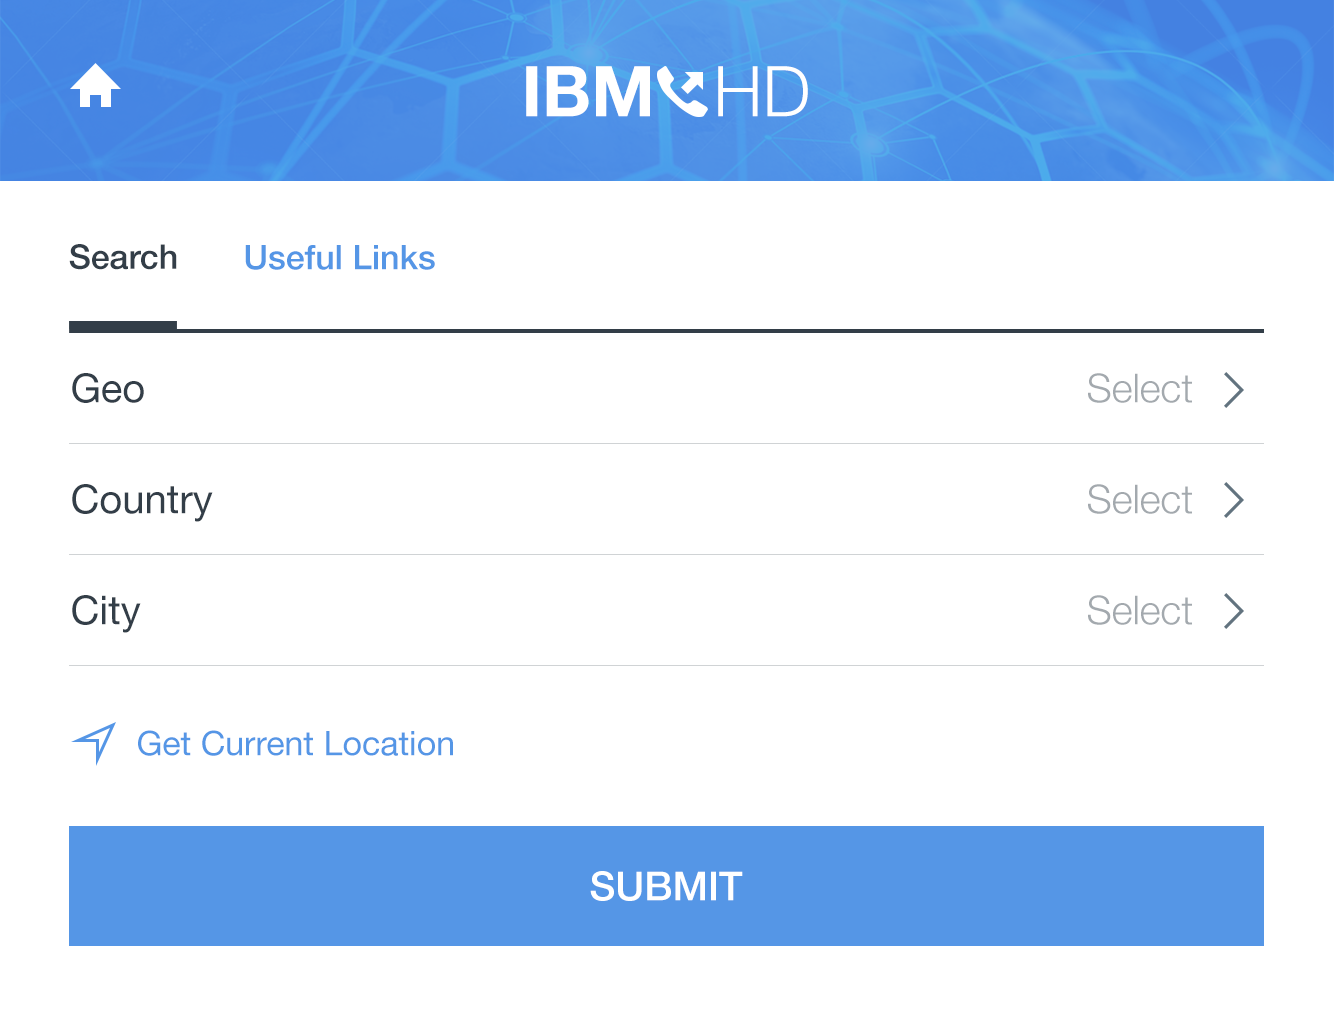 IBM HD
Search Useful Links
Geo Select
Country Select
City Select
Get Current Location
SUBMIT